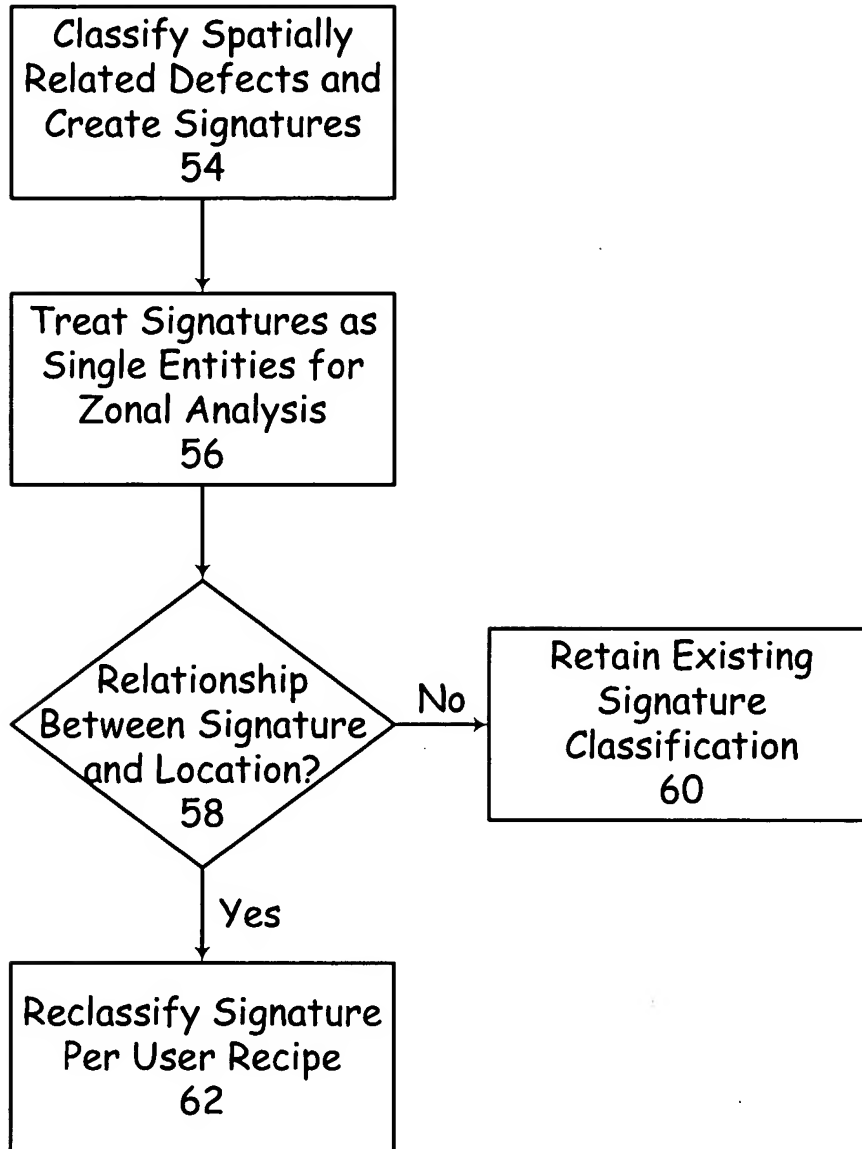 Classify Spatially
Related Defects and
Create Signatures
54
Treat Signatures as
Single Entities for
Zonal Analysis
56
Relationship
Between Signature
and Location?
58
No
Retain Existing
Signature
Classification
60
Yes
Reclassify Signature
Per User Recipe
62